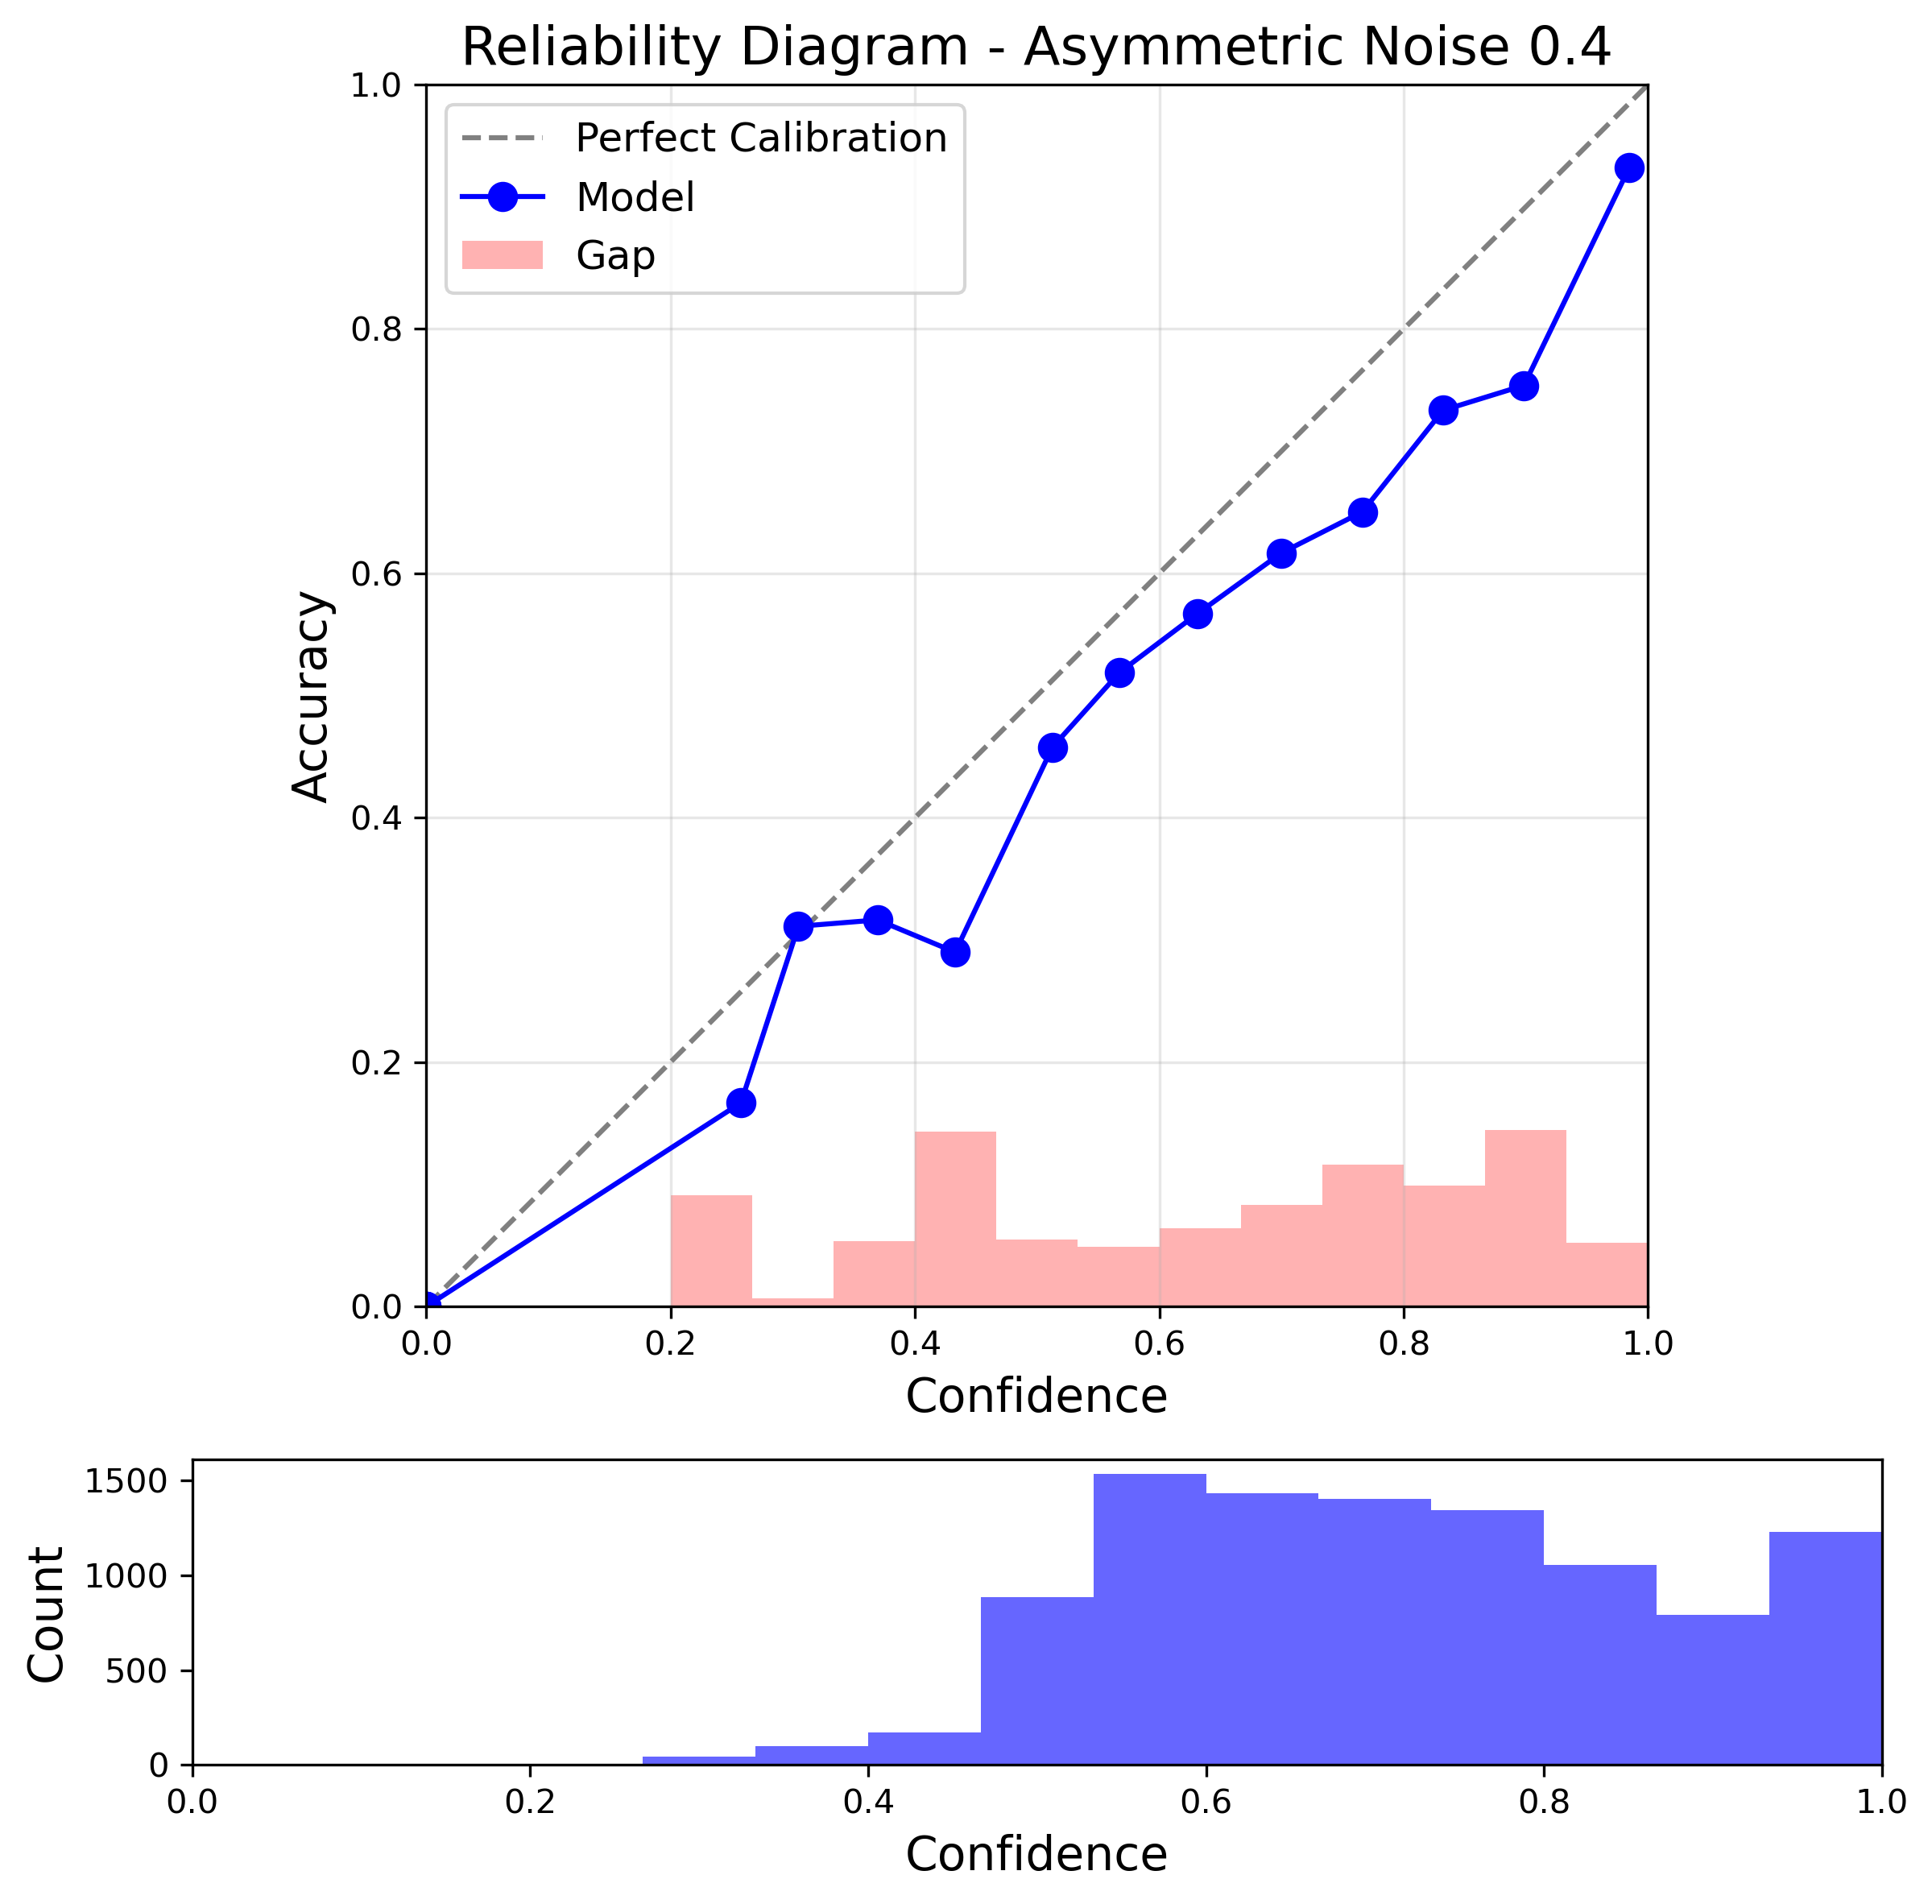 Reliability Diagram - Asymmetric Noise 0.4
1.0
0.8
0.6
0.4
0.2
0.0
Accuracy
Perfect Calibration
Model
Gap
0.0 0.2 0.4 0.6 0.8 1.0
Confidence
1500
1000
500
0
Count
0.0 0.2 0.4 0.6 0.8 1.0
Confidence